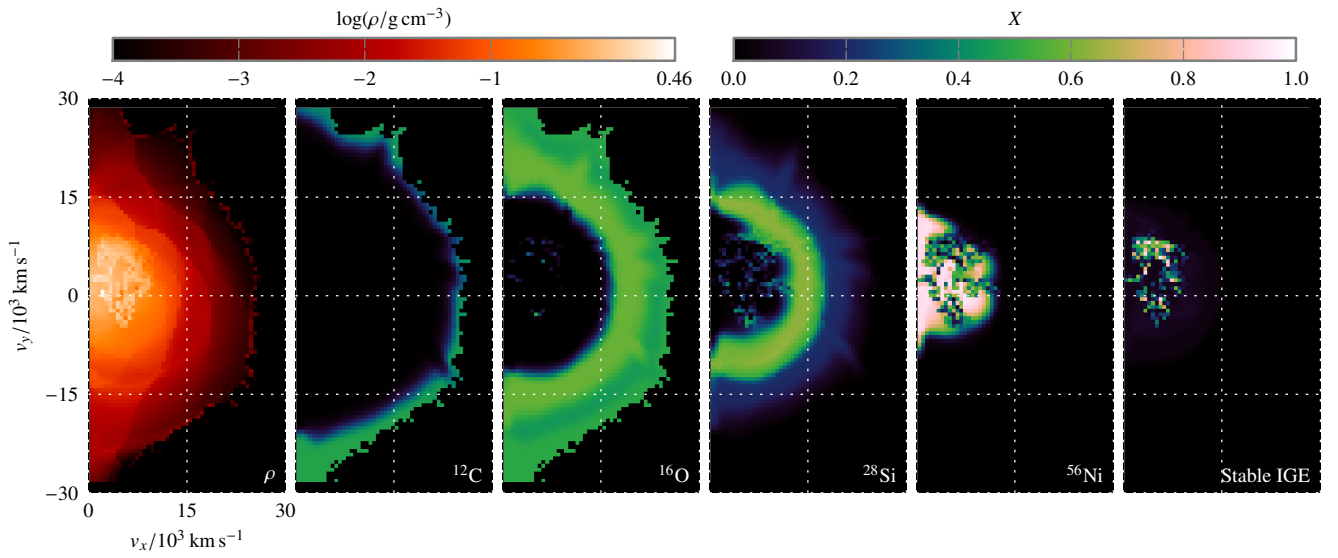 log(ρ/g cm⁻³) X
−4 −3 −2 −1 0.46 0.0 0.2 0.4 0.6 0.8 1.0
30
15
v_y/10³ km s⁻¹ 0
−15
ρ ¹²C ¹⁶O ²⁸Si ⁵⁶Ni Stable IGE
−30
0 15 30
v_x/10³ km s⁻¹